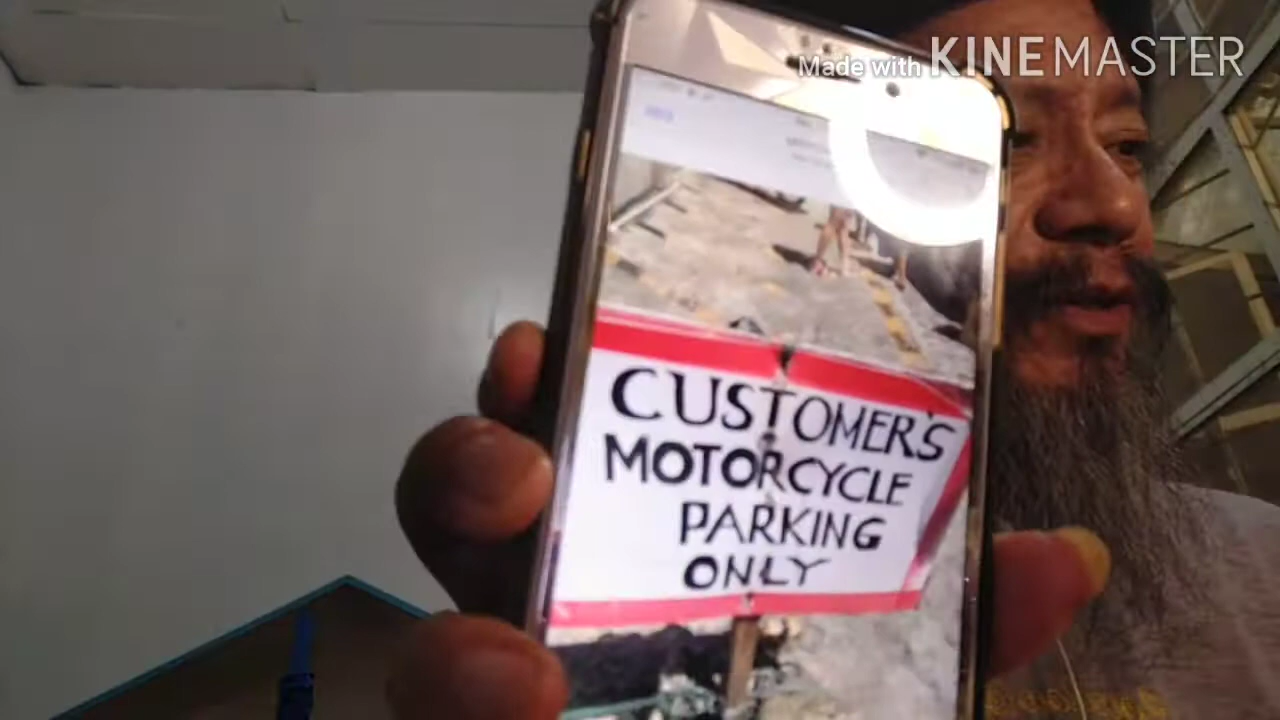 Made with KINEMASTER
CUSTOMER'S
MOTORCYCLE
PARKING
ONLY